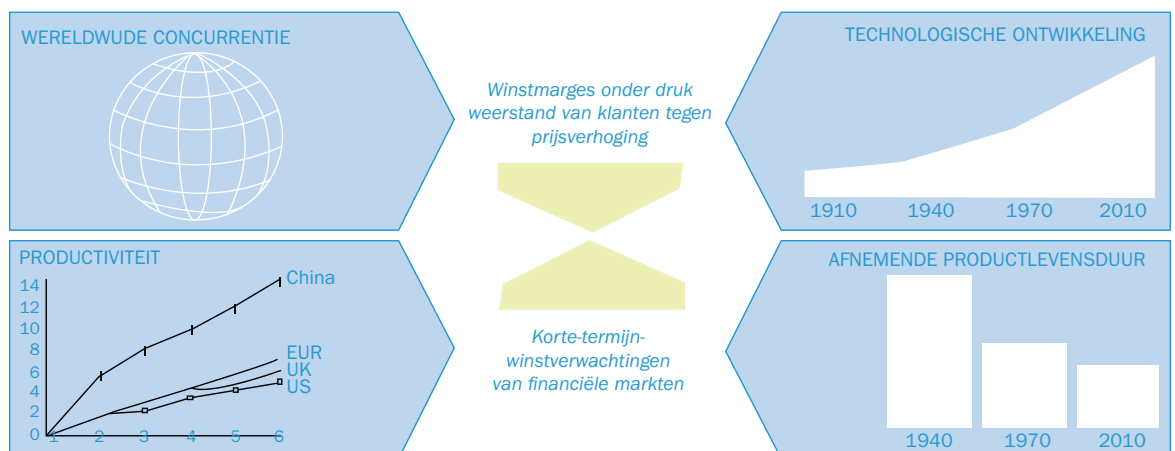 WERELDWUDE CONCURRENTIE
TECHNOLOGISCHE ONTWIKKELING
1910 1940 1970 2010
Winstmarges onder druk
weerstand van klanten tegen
prijsverhoging
PRODUCTIVITEIT
14
12
10
8
6
4
2
0
1 2 3 4 5 6
China
EUR
UK
US
Korte-termijn-
winstverwachtingen
van financiële markten
AFNEMENDE PRODUCTLEVENSDUUR
1940 1970 2010